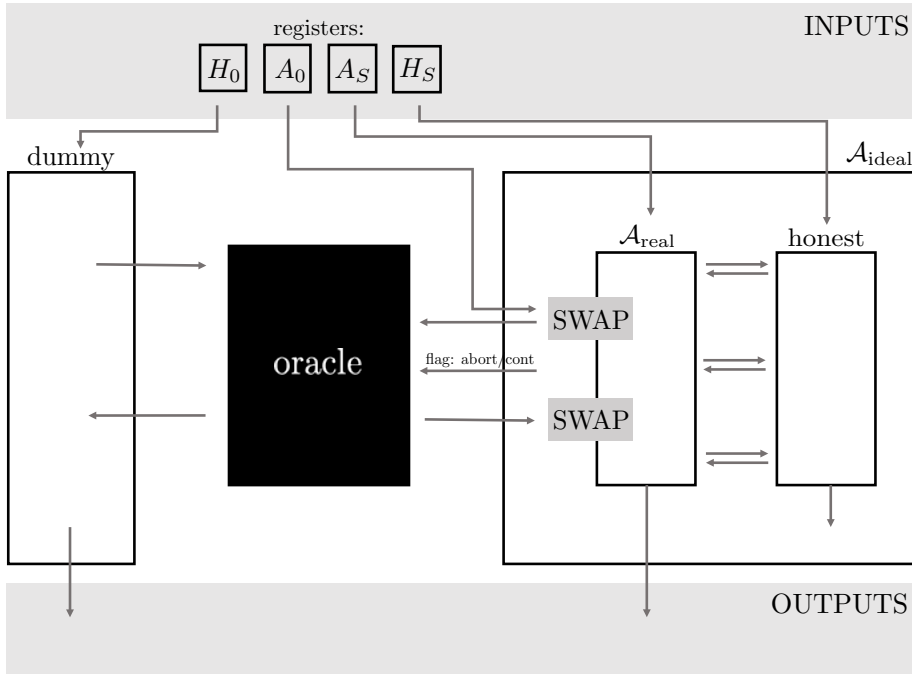 INPUTS
registers:
H_0 A_0 A_S H_S
dummy
𝒜_ideal
𝒜_real
honest
SWAP
oracle
flag: abort/cont
SWAP
OUTPUTS